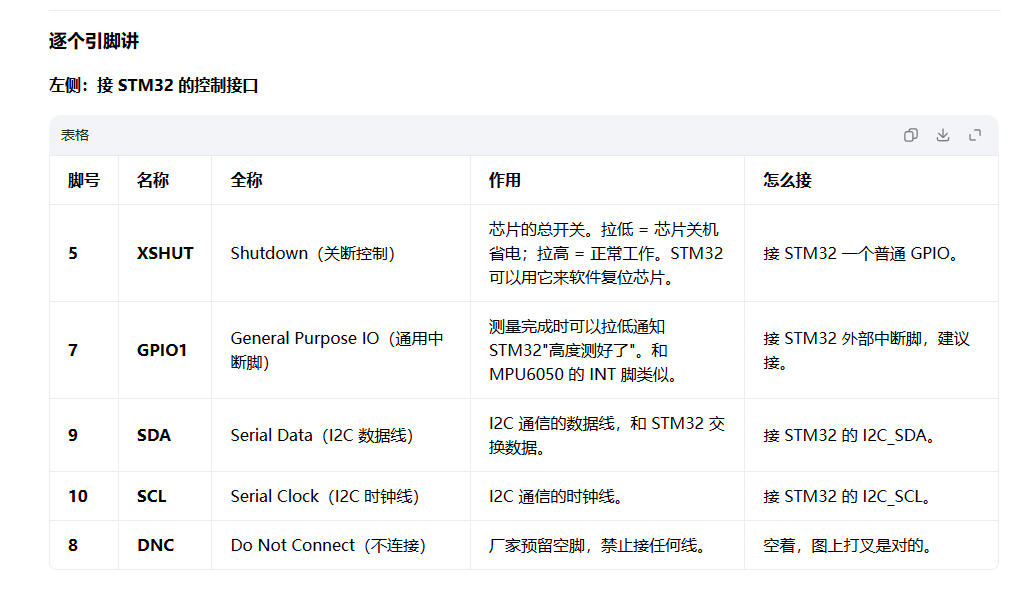 逐个引脚讲
左侧：接 STM32 的控制接口
表格
脚号 名称 全称 作用 怎么接
5 XSHUT Shutdown（关断控制） 芯片的总开关。拉低 = 芯片关机
省电；拉高 = 正常工作。STM32
可以用它来软件复位芯片。 接 STM32 一个普通 GPIO。
7 GPIO1 General Purpose IO（通用中
断脚） 测量完成时可以拉低通知
STM32"高度测好了"。和
MPU6050 的 INT 脚类似。 接 STM32 外部中断脚，建议
接。
9 SDA Serial Data（I2C 数据线） I2C 通信的数据线，和 STM32 交
换数据。 接 STM32 的 I2C_SDA。
10 SCL Serial Clock（I2C 时钟线） I2C 通信的时钟线。 接 STM32 的 I2C_SCL。
8 DNC Do Not Connect（不连接） 厂家预留空脚，禁止接任何线。 空着，图上打叉是对的。